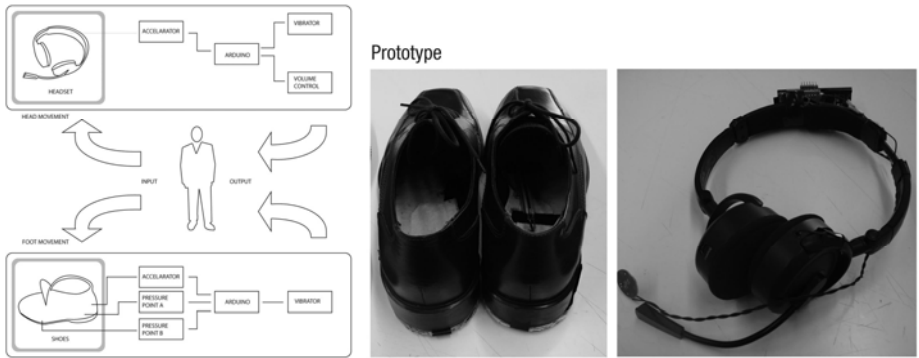 VIBRATOR
ACCELARATOR
ARDUINO
VOLUME
CONTROL
HEADSET
HEAD MOVEMENT
INPUT
OUTPUT
FOOT MOVEMENT
ACCELARATOR
PRESSURE
POINT A
ARDUINO
VIBRATOR
PRESSURE
POINT B
SHOES
Prototype